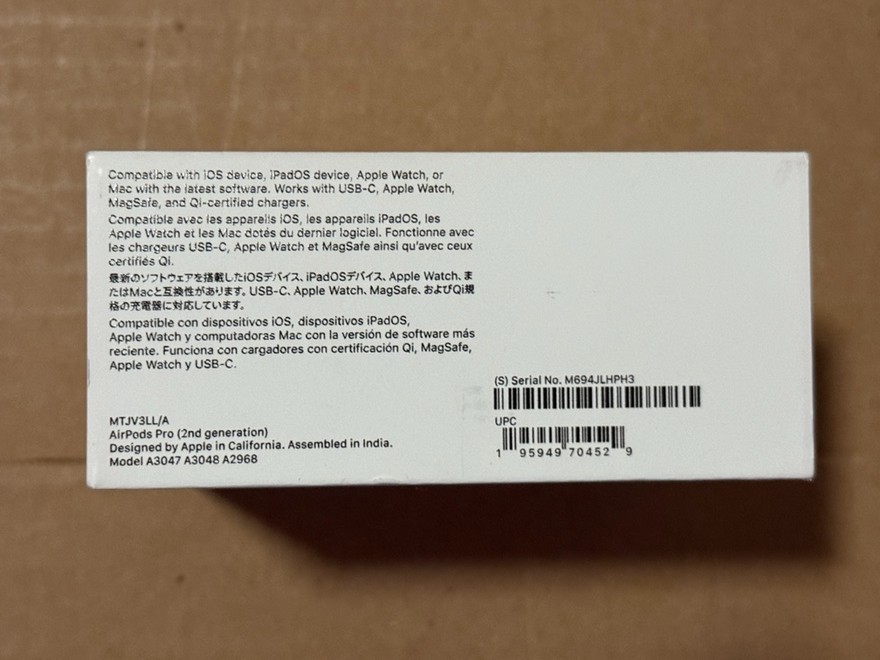 Compatible with iOS device, iPadOS device, Apple Watch, or
Mac with the latest software. Works with USB-C, Apple Watch,
MagSafe, and Qi-certified chargers.
Compatible avec les appareils iOS, les appareils iPadOS, les
Apple Watch et les Mac dotés du dernier logiciel. Fonctionne avec
les chargeurs USB-C, Apple Watch et MagSafe ainsi qu'avec ceux
certifiés Qi.
最新のソフトウェアを搭載したiOSデバイス、iPadOSデバイス、Apple Watch、ま
たはMacと互換性があります。USB-C、Apple Watch、MagSafe、およびQi規
格の充電器に対応しています。
Compatible con dispositivos iOS, dispositivos iPadOS,
Apple Watch y computadoras Mac con la versión de software más
reciente. Funciona con cargadores con certificación Qi, MagSafe,
Apple Watch y USB-C.
MTJV3LL/A
AirPods Pro (2nd generation)
Designed by Apple in California. Assembled in India.
Model A3047 A3048 A2968
(S) Serial No. M694JLHPH3
UPC
1 95949 70452 9